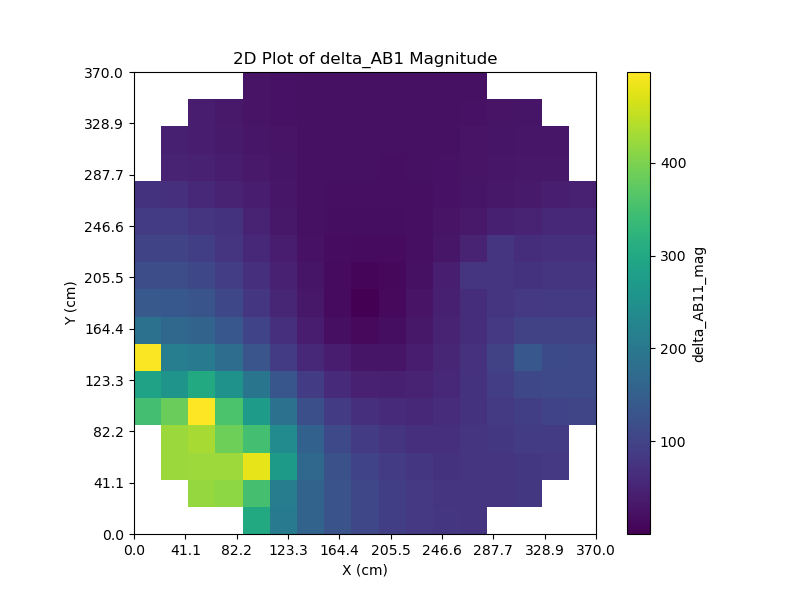 2D Plot of delta_AB1 Magnitude
370.0
328.9
287.7
246.6
205.5
164.4
123.3
82.2
41.1
0.0
Y (cm)
0.0 41.1 82.2 123.3 164.4 205.5 246.6 287.7 328.9 370.0
X (cm)
400
300
200
100
delta_AB11_mag